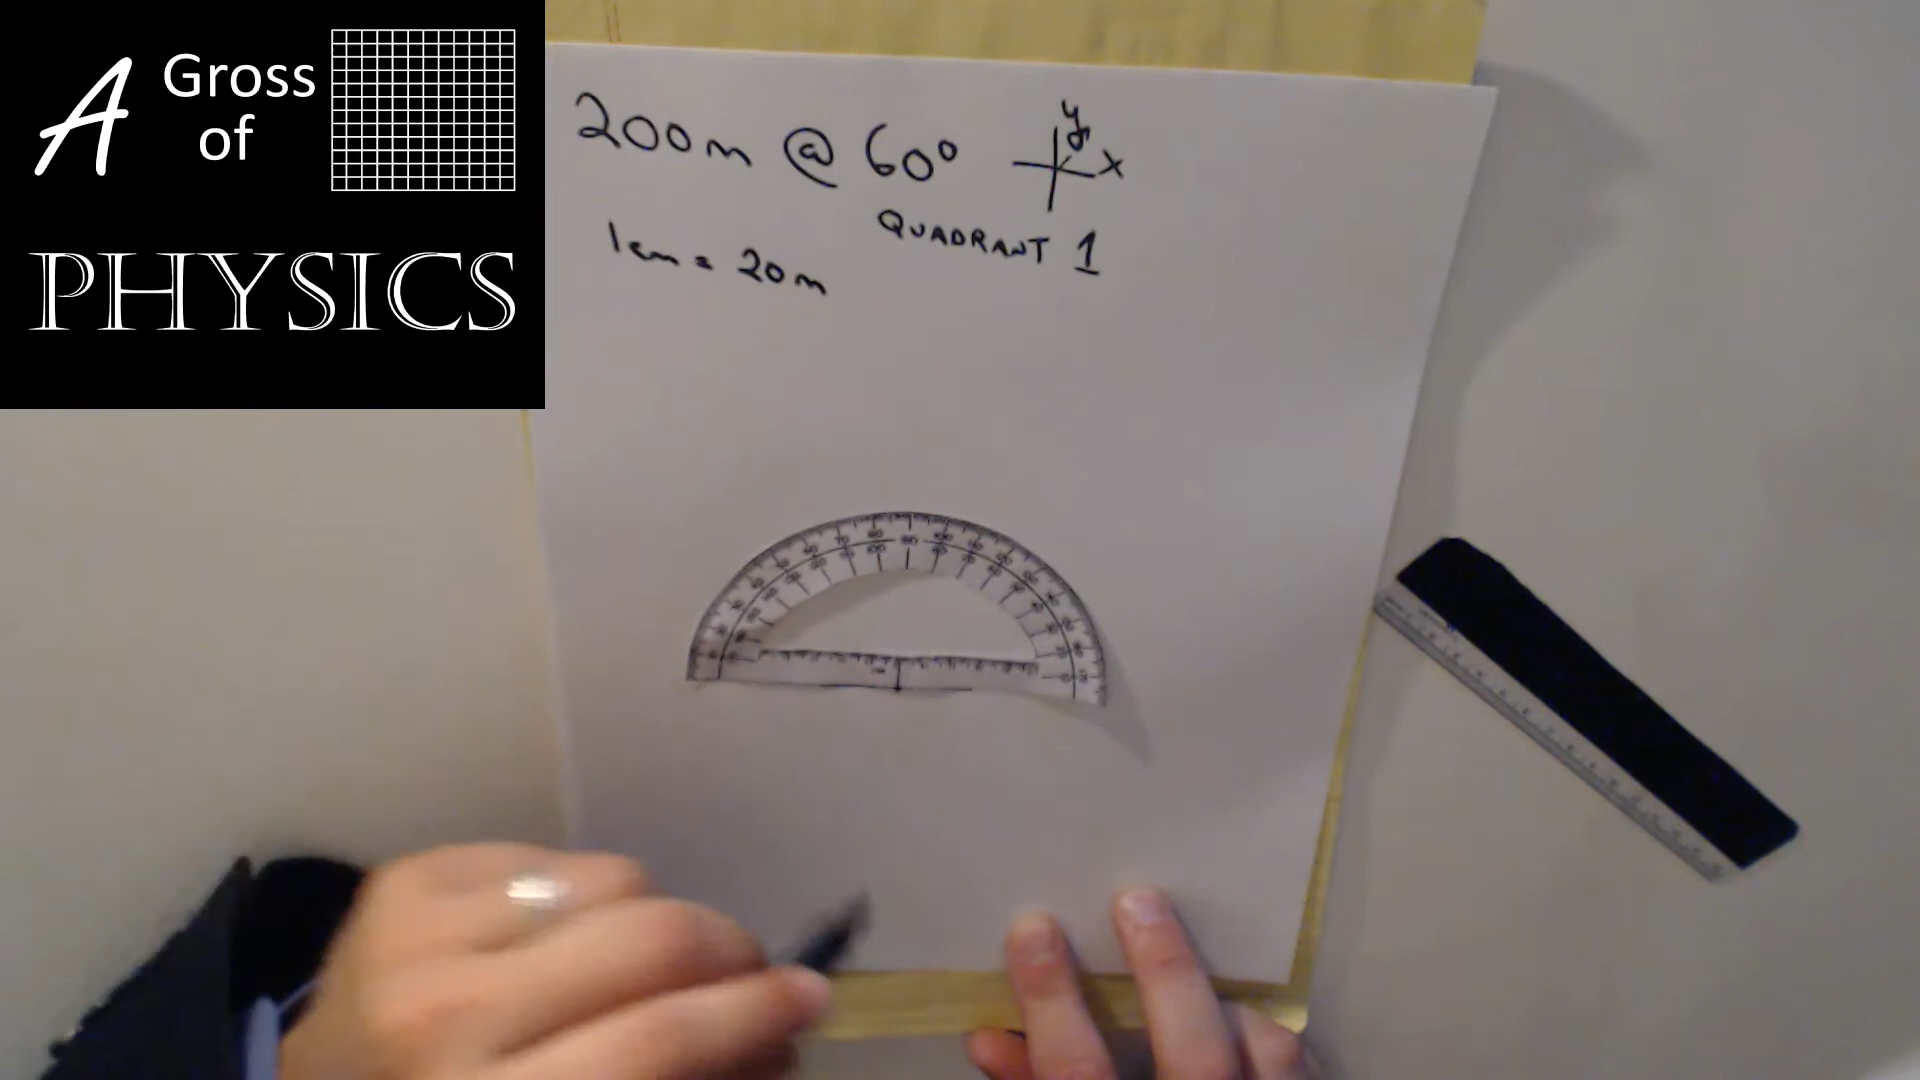 A Gross
of
PHYSICS
200m @ 60°
y
x
QUADRANT 1
1cm = 20m